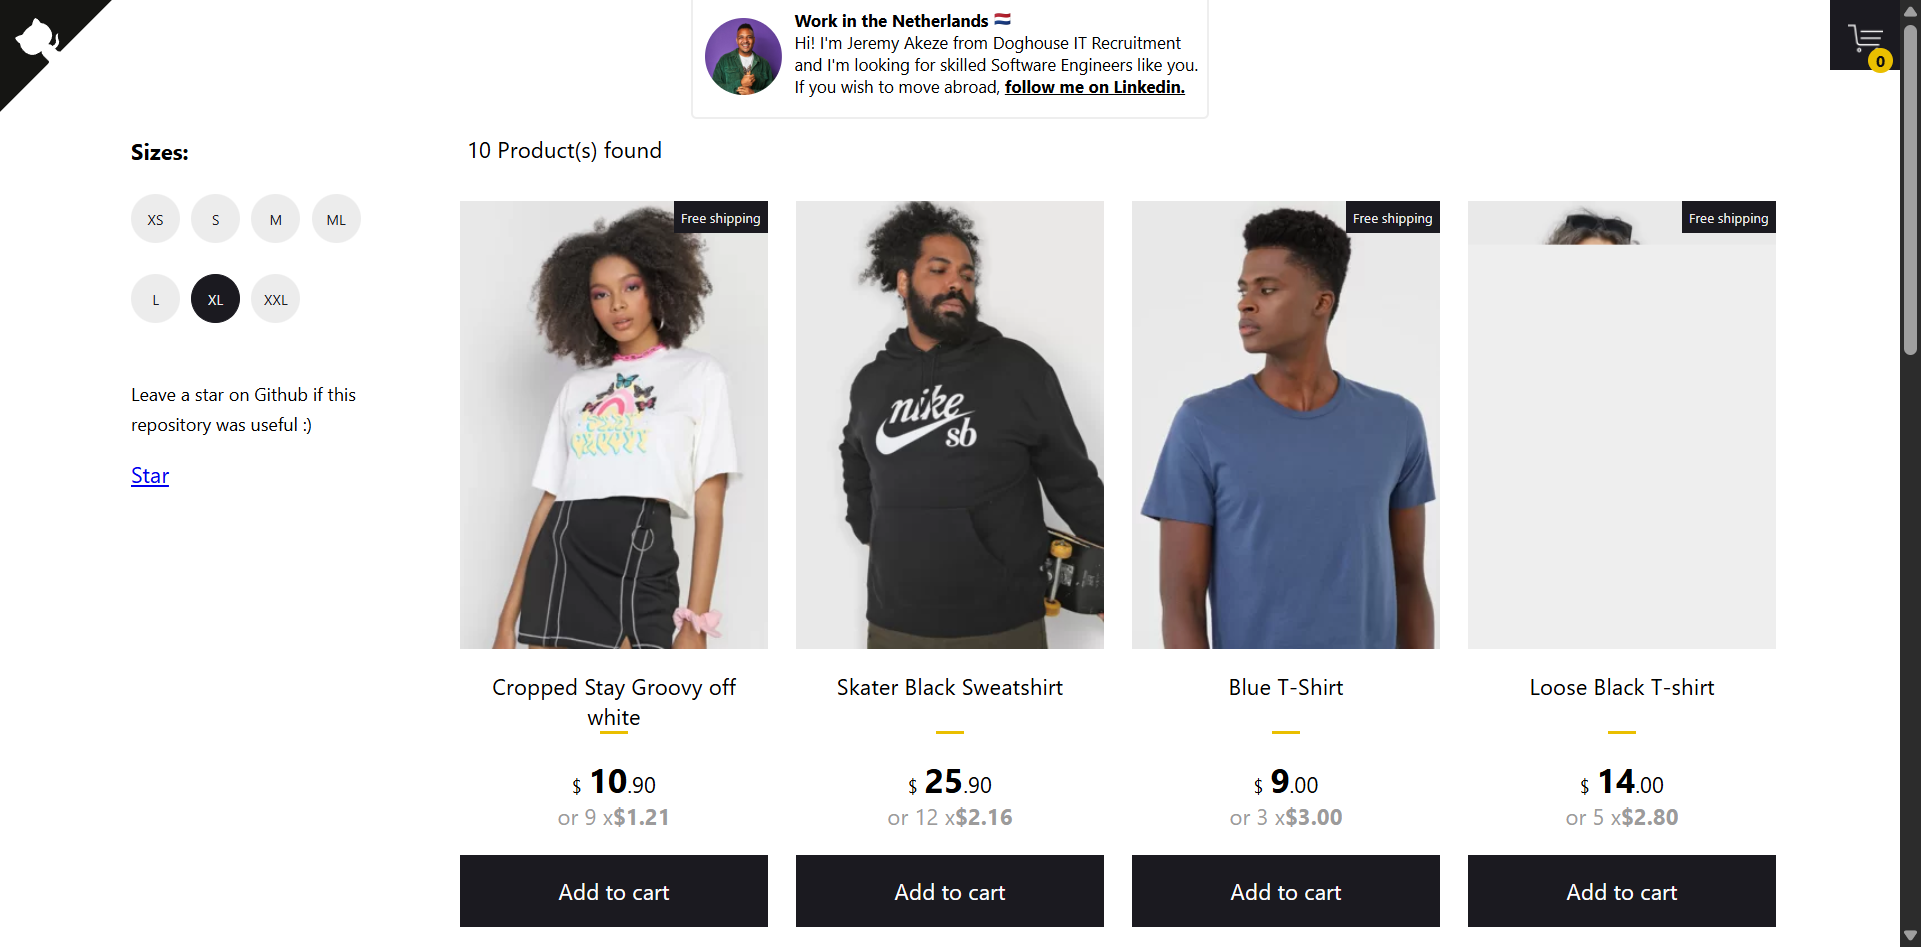 Work in the Netherlands 🇳🇱
Hi! I'm Jeremy Akeze from Doghouse IT Recruitment
and I'm looking for skilled Software Engineers like you.
If you wish to move abroad, follow me on Linkedin.
0
Sizes:
XS
S
M
ML
L
XL
XXL
Leave a star on Github if this
repository was useful :)
Star
10 Product(s) found
Free shipping
STAY
GROOVY
Cropped Stay Groovy off
white
$ 10.90
or 9 x$1.21
Add to cart
nike
sb
Skater Black Sweatshirt
$ 25.90
or 12 x$2.16
Add to cart
Free shipping
Blue T-Shirt
$ 9.00
or 3 x$3.00
Add to cart
Free shipping
Loose Black T-shirt
$ 14.00
or 5 x$2.80
Add to cart